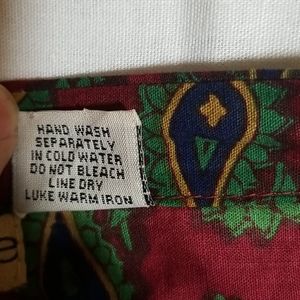 HAND WASH
SEPARATELY
IN COLD WATER
DO NOT BLEACH
LINE DRY
LUKE WARM IRON